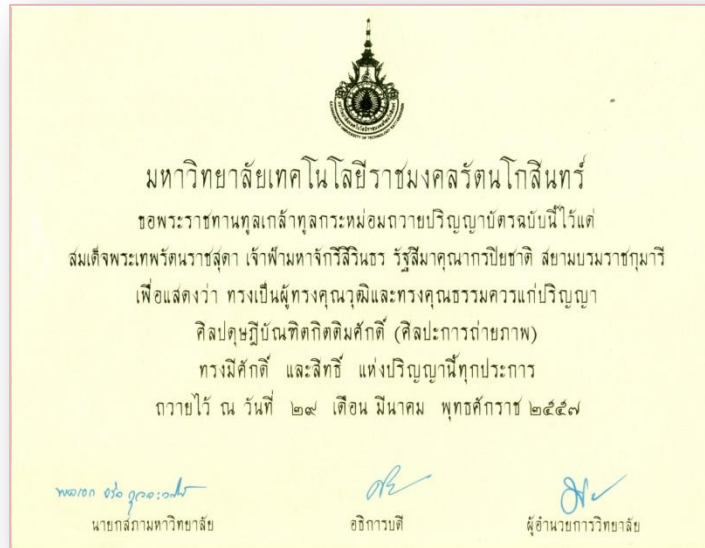 มหาวิทยาลัยเทคโนโลยีราชมงคลรัตนโกสินทร์
ขอพระราชทานทูลเกล้าทูลกระหม่อมถวายปริญญาบัตรฉบับนี้ไว้แด่
สมเด็จพระเทพรัตนราชสุดา เจ้าฟ้ามหาจักรีสิรินธร รัฐสีมาคุณากรปิยชาติ สยามบรมราชกุมารี
เพื่อแสดงว่า ทรงเป็นผู้ทรงคุณวุฒิและทรงคุณธรรมควรแก่ปริญญา
ศิลปดุษฎีบัณฑิตกิตติมศักดิ์ (ศิลปะการถ่ายภาพ)
ทรงมีศักดิ์ และสิทธิ์ แห่งปริญญานี้ทุกประการ
ถวายไว้ ณ วันที่ ๒๙ เดือน มีนาคม พุทธศักราช ๒๕๕๗
นายกสภามหาวิทยาลัย
อธิการบดี
ผู้อำนวยการวิทยาลัย